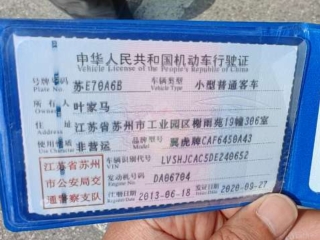 中华人民共和国机动车行驶证
Vehicle License of the People's Republic of China
号牌号码 苏E70A6B 车辆类型 小型普通客车
Vehicle Type
所有人 叶家马
住址 江苏省苏州市工业园区梅雨苑19幢306室
使用性质 非营运 品牌型号 翼虎牌CAF6450A43
江苏省苏州市公安局交通警察支队
车辆识别代号 LVSHJCAC5DE240652
发动机号码 DA06704
Engine No.
注册日期 2013-06-18 发证日期 2020-09-27